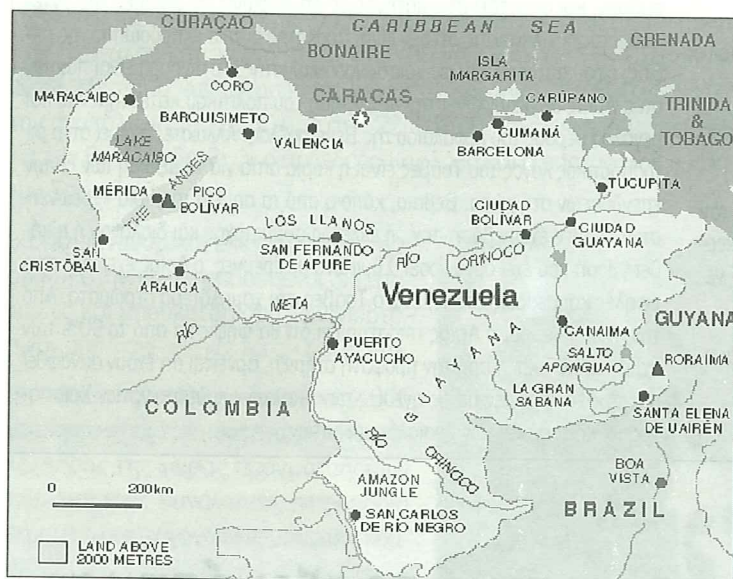 CARIBBEAN SEA
CURAÇAO
BONAIRE
GRENADA
ISLA
MARGARITA
CORO
MARACAIBO
CARACAS
CARÚPANO
TRINIDAD
& TOBAGO
BARQUISIMETO
VALENCIA
CUMANÁ
BARCELONA
LAKE
MARACAIBO
THE ANDES
MÉRIDA
PICO
BOLÍVAR
TUCUPITA
CIUDAD
BOLÍVAR
LOS LLANOS
CIUDAD
GUAYANA
SAN
CRISTÓBAL
SAN FERNANDO
DE APURE
RÍO ORINOCO
ARAUCA
Venezuela
RÍO META
GUYANA
PUERTO
AYACUCHO
CANAIMA
SALTO
APONGUAO
RORAIMA
GUAYANA
LA GRAN
SABANA
SANTA ELENA
DE UAIRÉN
COLOMBIA
RÍO ORINOCO
BOA
VISTA
AMAZON
JUNGLE
BRAZIL
0 200km
SAN CARLOS
DE RÍO NEGRO
LAND ABOVE
2000 METRES